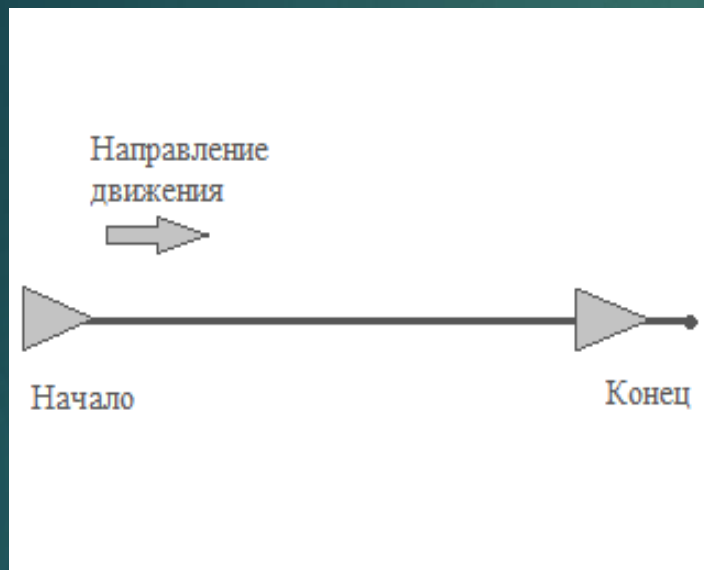 Направление
движения
Начало
Конец